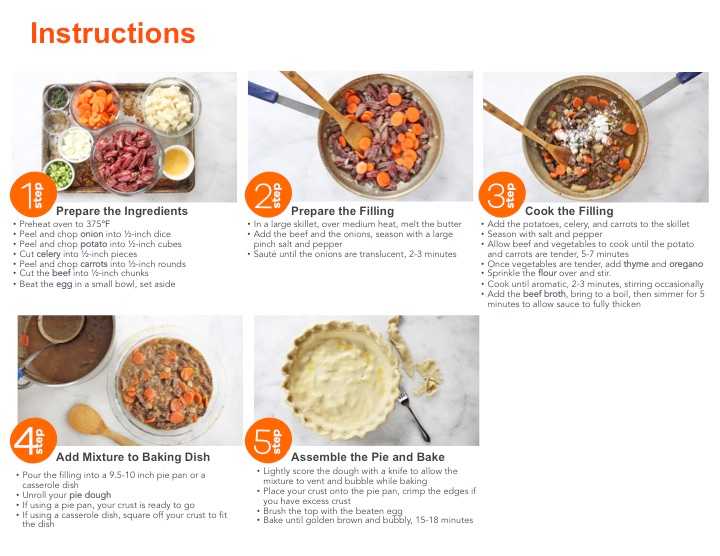 Instructions
1 step
Prepare the Ingredients
• Preheat oven to 375°F
• Peel and chop onion into ½-inch dice
• Peel and chop potato into ½-inch cubes
• Cut celery into ½-inch pieces
• Peel and chop carrots into ½-inch rounds
• Cut the beef into ½-inch chunks
• Beat the egg in a small bowl, set aside
2 step
Prepare the Filling
• In a large skillet, over medium heat, melt the butter
• Add the beef and the onions, season with a large
pinch salt and pepper
• Sauté until the onions are translucent, 2-3 minutes
3 step
Cook the Filling
• Add the potatoes, celery, and carrots to the skillet
• Season with salt and pepper
• Allow beef and vegetables to cook until the potato
and carrots are tender, 5-7 minutes
• Once vegetables are tender, add thyme and oregano
• Sprinkle the flour over and stir.
• Cook until aromatic, 2-3 minutes, stirring occasionally
• Add the beef broth, bring to a boil, then simmer for 5
minutes to allow sauce to fully thicken
4 step
Add Mixture to Baking Dish
• Pour the filling into a 9.5-10 inch pie pan or a
casserole dish
• Unroll your pie dough
• If using a pie pan, your crust is ready to go
• If using a casserole dish, square off your crust to fit
the dish
5 step
Assemble the Pie and Bake
• Lightly score the dough with a knife to allow the
mixture to vent and bubble while baking
• Place your crust onto the pie pan, crimp the edges if
you have excess crust
• Brush the top with the beaten egg
• Bake until golden brown and bubbly, 15-18 minutes